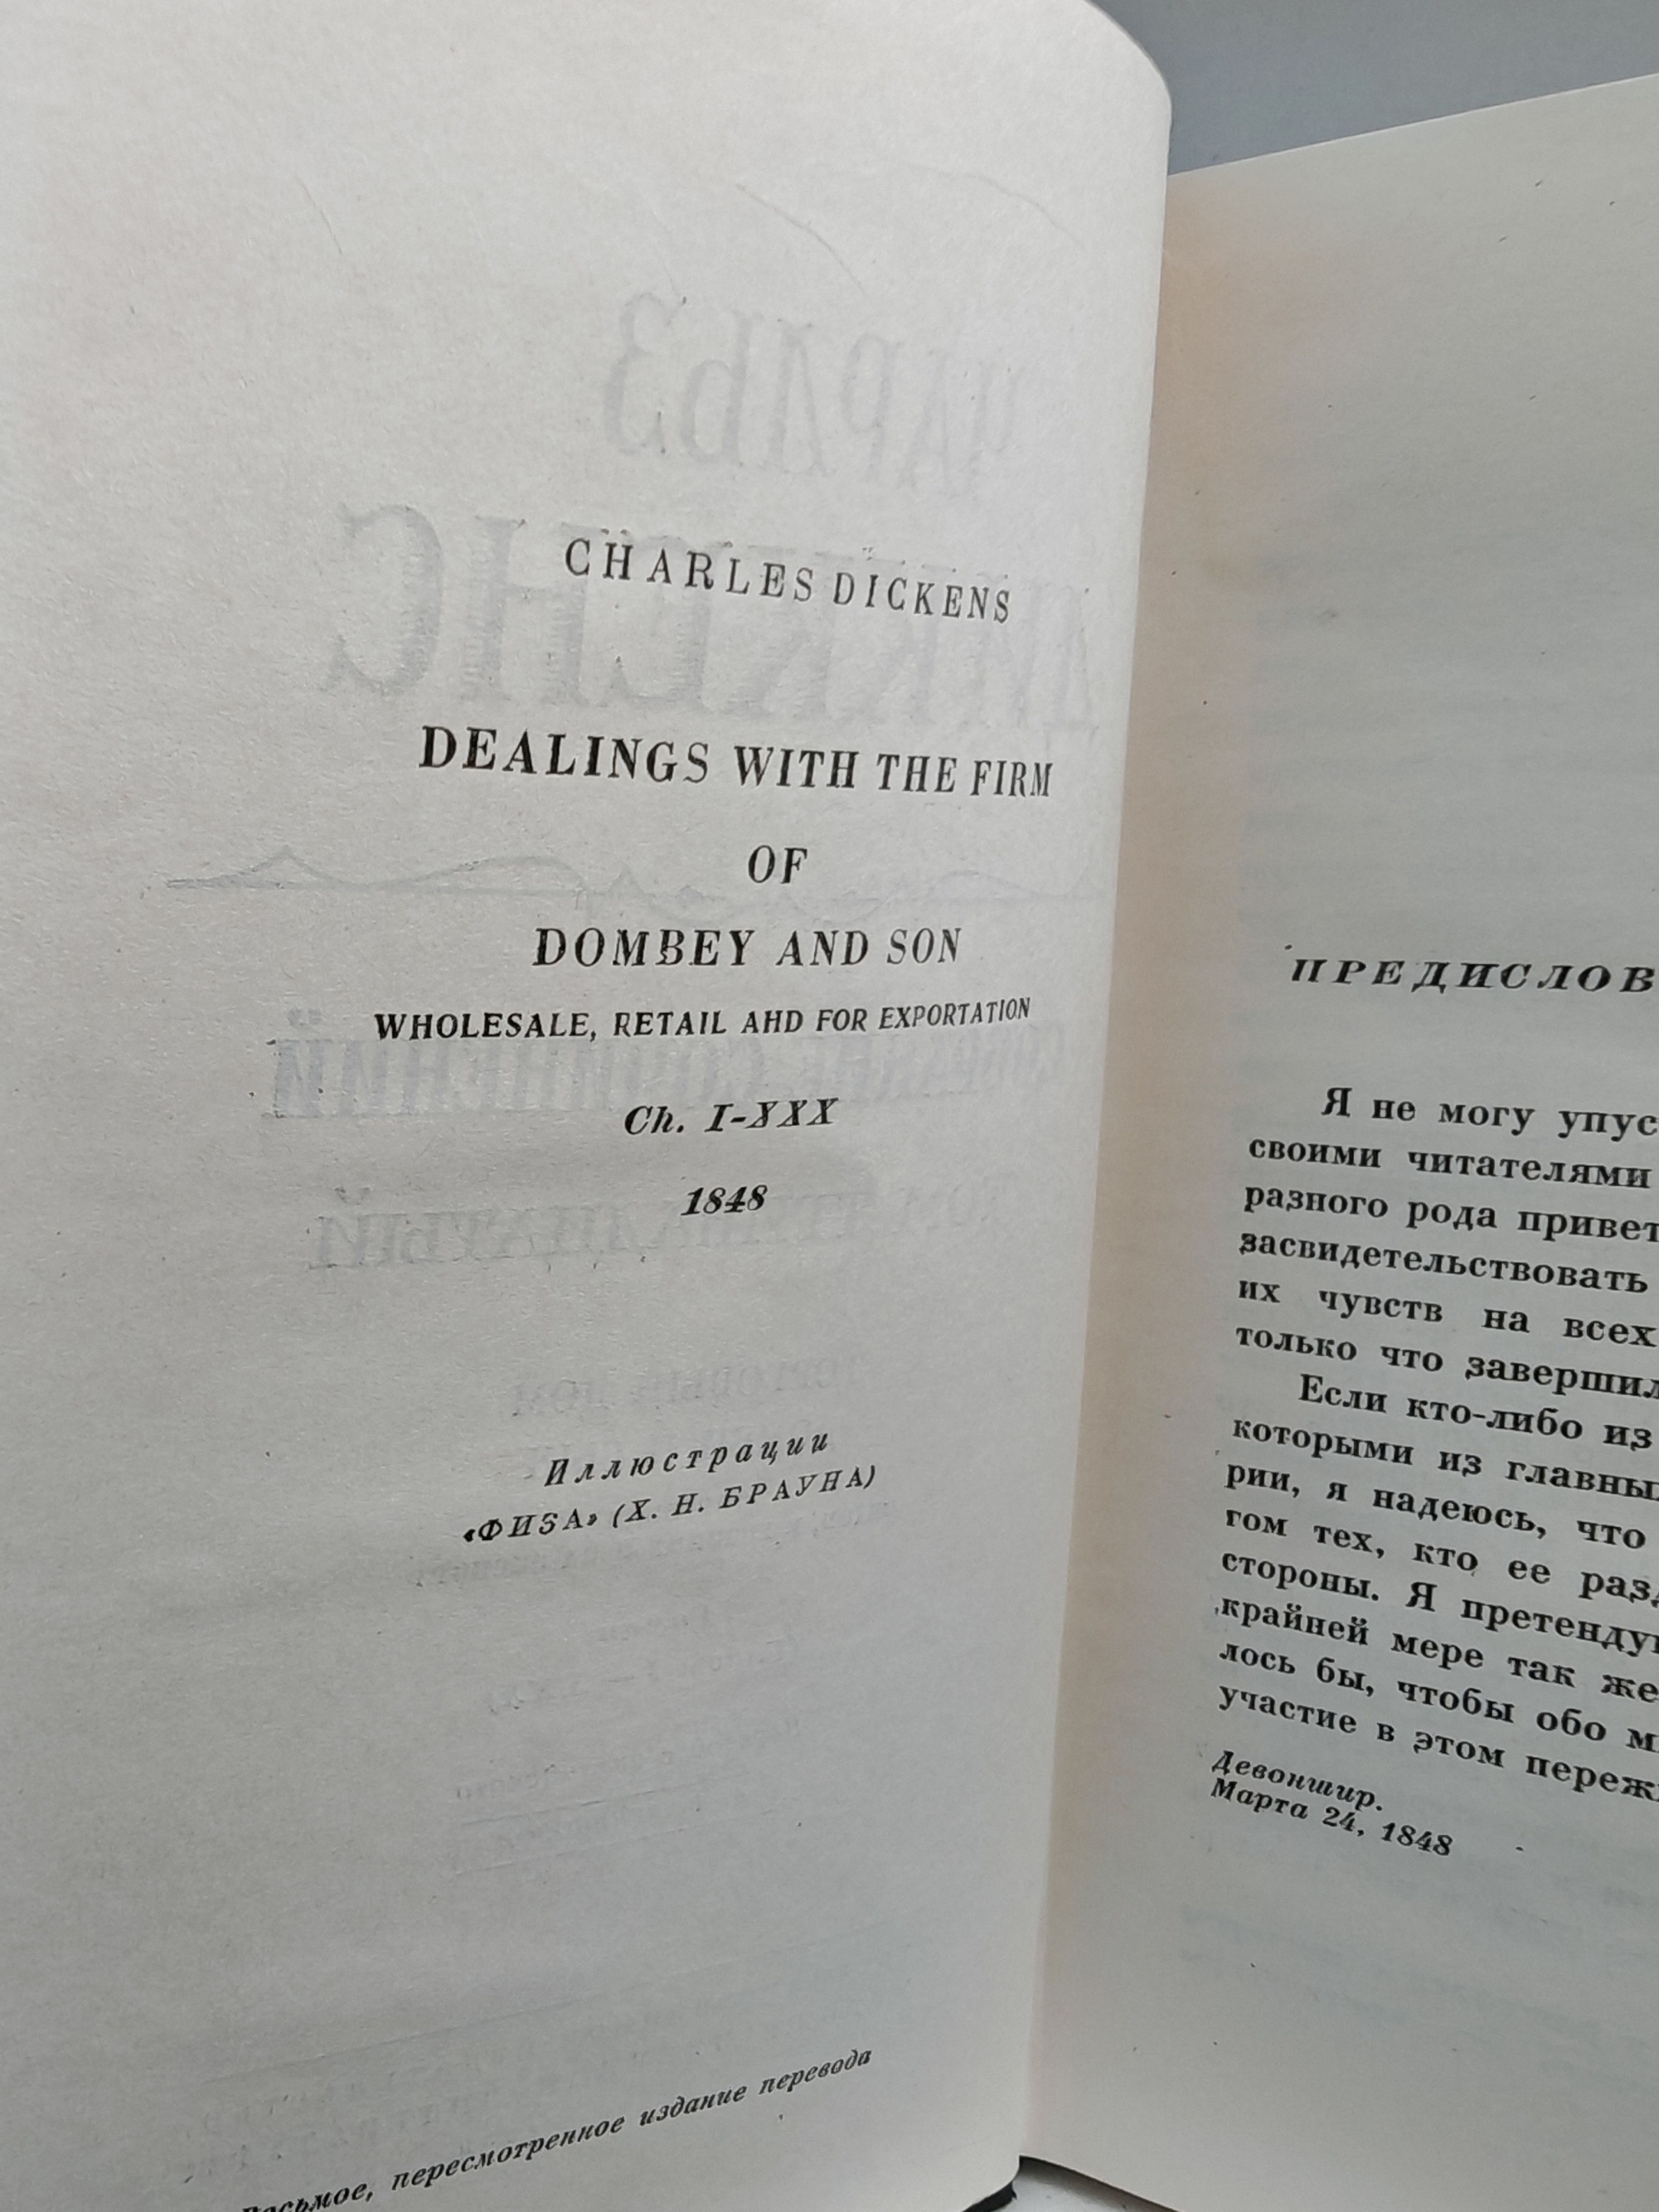 CHARLES DICKENS
DEALINGS WITH THE FIRM
OF
DOMBEY AND SON
WHOLESALE, RETAIL AHD FOR EXPORTATION
Ch. I-XXX
1848
Иллюстрации
«ФИЗА» (Х. Н. БРАУНА)
пересмотренное издание перевода
ПРЕДИСЛОВ
Я не могу упус
своими читателями
разного рода привет
засвидетельствовать
их чувств на всех
только что завершил
Если кто-либо из
которыми из главных
рии, я надеюсь, что
гом тех, кто ее разд
стороны. Я претендую
крайней мере так же
лось бы, чтобы обо м
участие в этом переж
Девоншир.
Марта 24, 1848